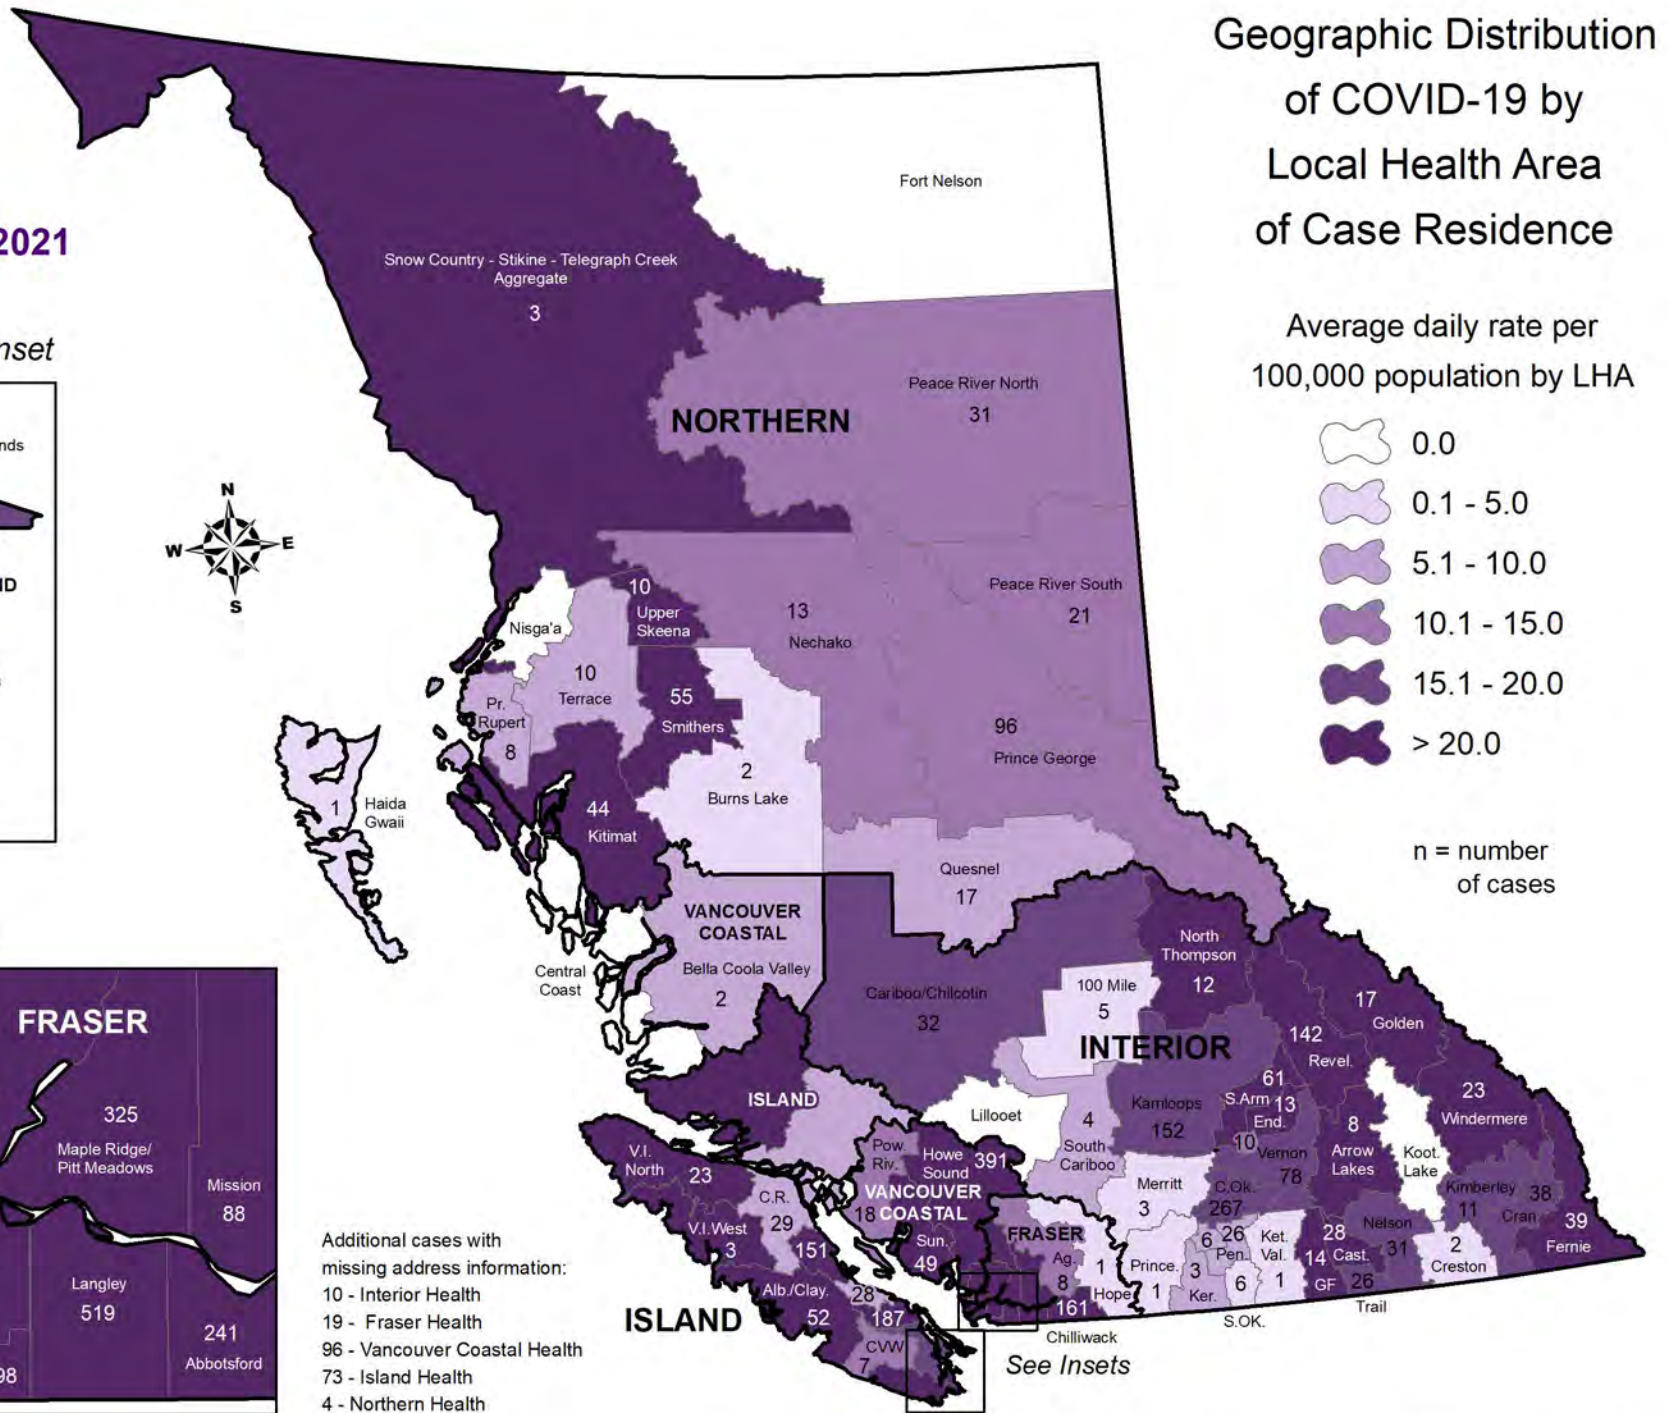 Geographic Distribution
of COVID-19 by
Local Health Area
of Case Residence
Average daily rate per
100,000 population by LHA
0.0
0.1 - 5.0
5.1 - 10.0
10.1 - 15.0
15.1 - 20.0
> 20.0
n = number
of cases
2021
N
W
E
S
Fort Nelson
Snow Country - Stikine - Telegraph Creek
Aggregate
3
Peace River North
31
NORTHERN
Peace River South
21
10
Upper
Skeena
13
Nechako
Nisga'a
10
Terrace
Pr.
Rupert
8
55
Smithers
96
Prince George
2
Burns Lake
44
Kitimat
1
Haida
Gwaii
Quesnel
17
VANCOUVER
COASTAL
Bella Coola Valley
2
Central
Coast
Cariboo/Chilcotin
32
North
Thompson
12
100 Mile
5
INTERIOR
17
Golden
142
Revel.
23
Windermere
61
S.Arm
13
End.
10
Vernon
78
Kamloops
152
8
Arrow
Lakes
Koot.
Lake
Lillooet
4
South
Cariboo
Merritt
3
C.Ok.
267
Kimberley
11
38
Cran
39
Fernie
Nelson
31
2
Creston
28
Cast.
14
GF
26
Trail
Ket.
Val.
1
26
Pen.
6
6
S.OK.
3
Ker.
Prince.
1
1
Hope
FRASER
Ag.
8
161
Chilliwack
ISLAND
Pow.
Riv.
18
Howe
Sound
391
VANCOUVER
COASTAL
Sun.
49
V.I.
North
23
C.R.
29
V.I.West
3
151
Alb./Clay.
52
28
187
CVW
7
ISLAND
See Insets
FRASER
325
Maple Ridge/
Pitt Meadows
Mission
88
Langley
519
241
Abbotsford
98
Additional cases with
missing address information:
10 - Interior Health
19 - Fraser Health
96 - Vancouver Coastal Health
73 - Island Health
4 - Northern Health